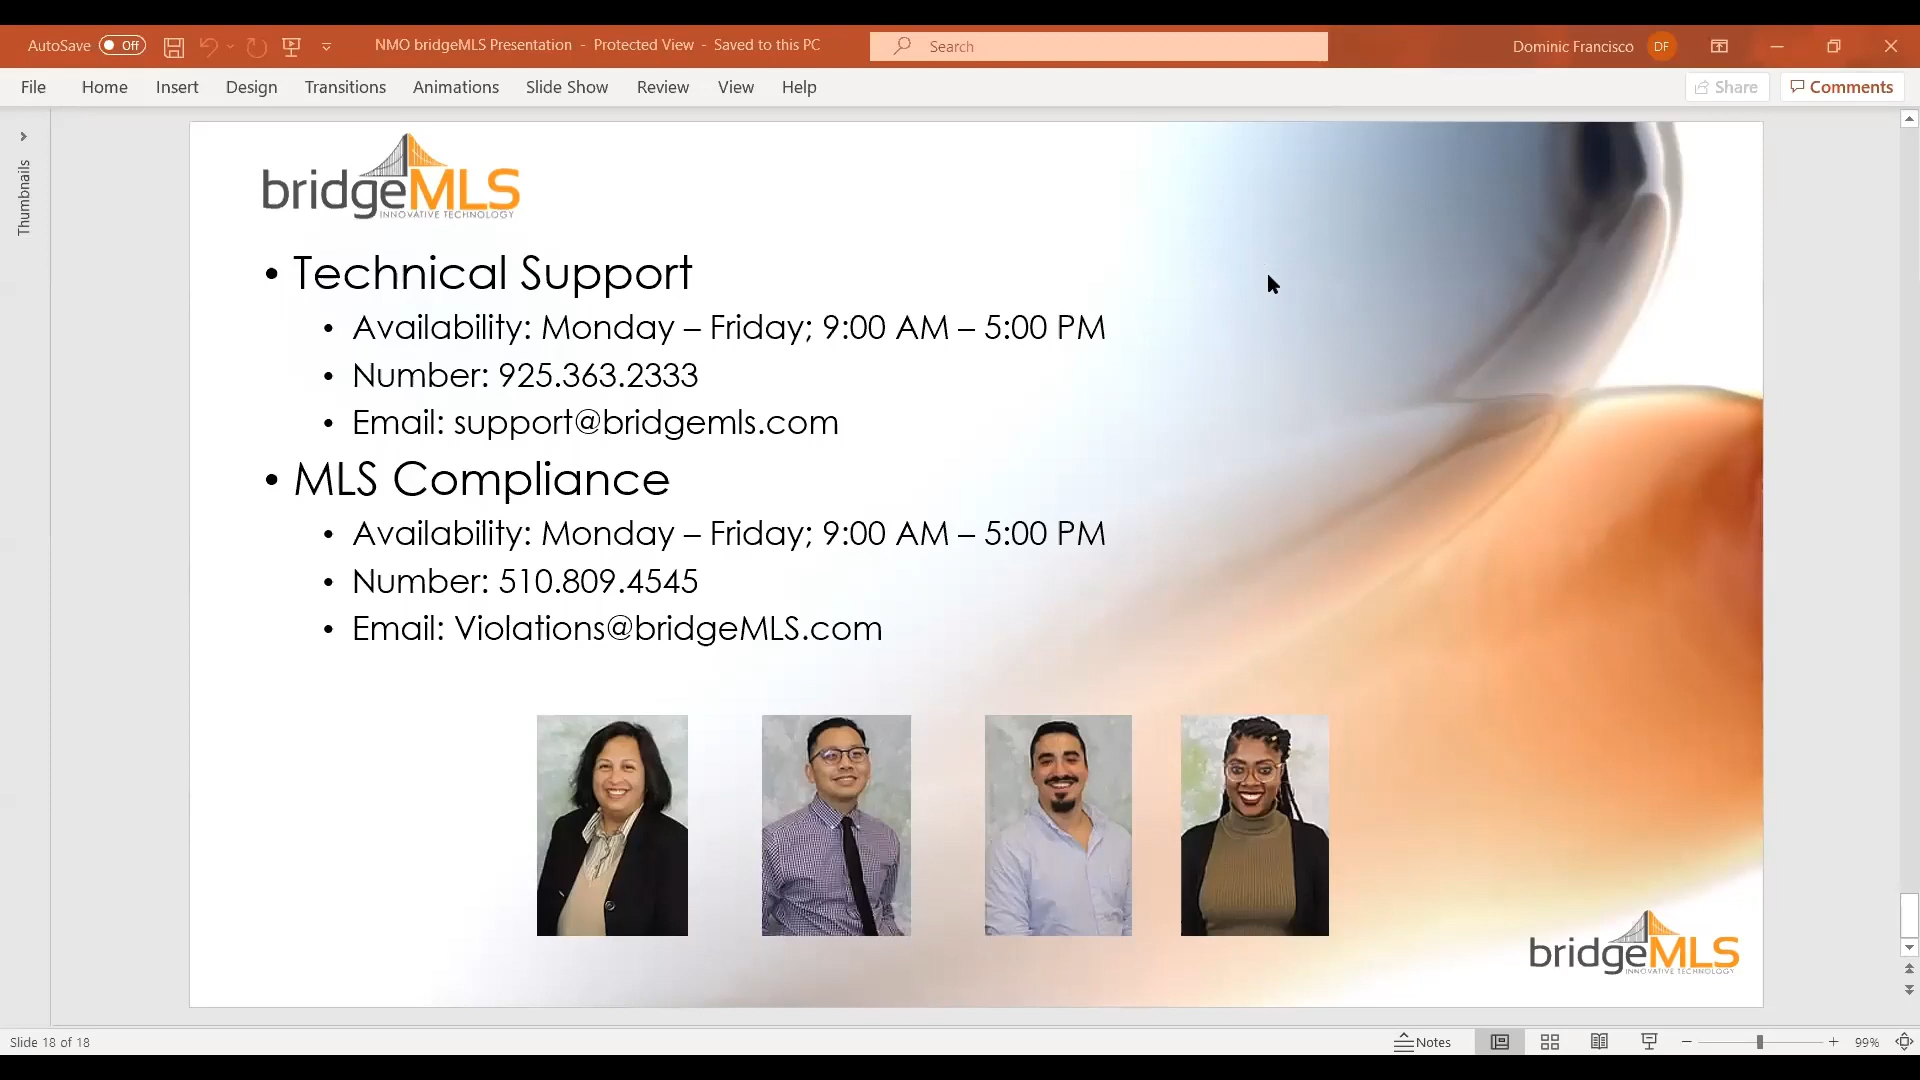 AutoSave Off NMO bridgeMLS Presentation - Protected View - Saved to this PC Search Dominic Francisco DF
File Home Insert Design Transitions Animations Slide Show Review View Help Share Comments
Thumbnails
bridgeMLS
INNOVATIVE TECHNOLOGY
• Technical Support
• Availability: Monday – Friday; 9:00 AM – 5:00 PM
• Number: 925.363.2333
• Email: support@bridgemls.com
• MLS Compliance
• Availability: Monday – Friday; 9:00 AM – 5:00 PM
• Number: 510.809.4545
• Email: Violations@bridgeMLS.com
bridgeMLS
INNOVATIVE TECHNOLOGY
Slide 18 of 18 Notes 99%